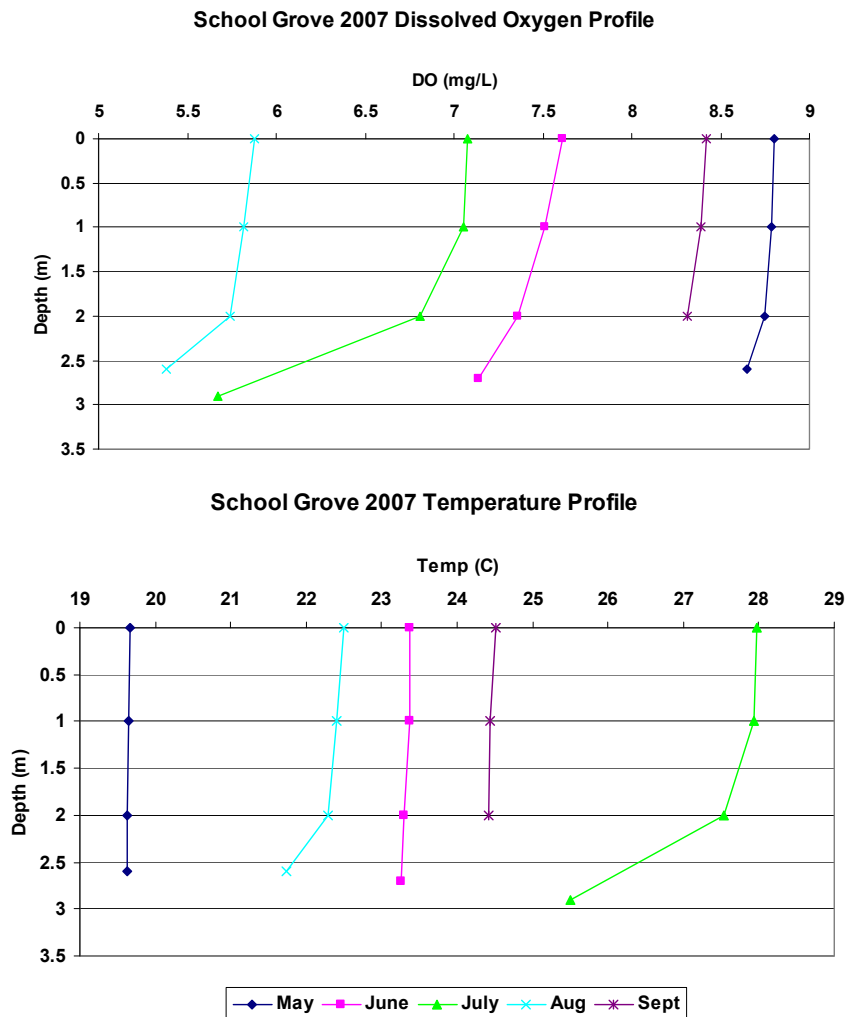 School Grove 2007 Dissolved Oxygen Profile
DO (mg/L)
5 5.5 6 6.5 7 7.5 8 8.5 9
0
0.5
1
1.5
2
2.5
3
3.5
Depth (m)
School Grove 2007 Temperature Profile
Temp (C)
19 20 21 22 23 24 25 26 27 28 29
0
0.5
1
1.5
2
2.5
3
3.5
Depth (m)
May June July Aug Sept